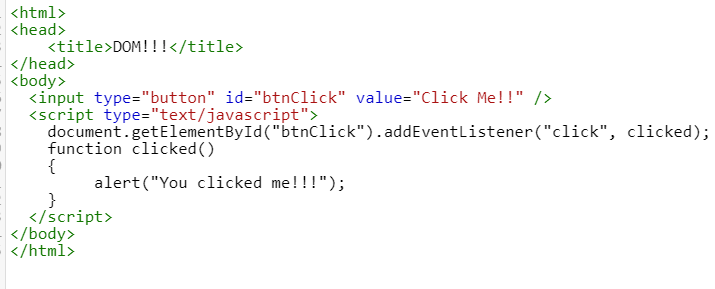 <html>
<head>
    <title>DOM!!!</title>
</head>
<body>
  <input type="button" id="btnClick" value="Click Me!!" />
  <script type="text/javascript">
    document.getElementById("btnClick").addEventListener("click", clicked);
    function clicked()
    {
         alert("You clicked me!!!");
    }
  </script>
</body>
</html>